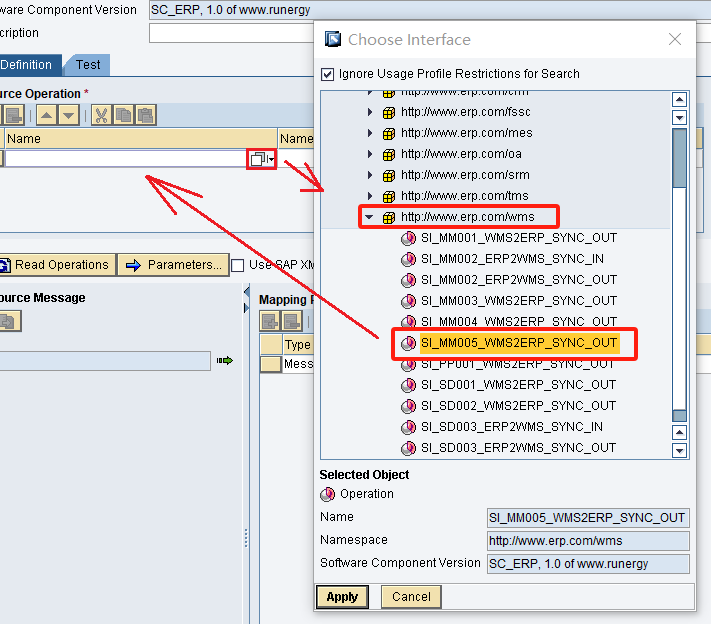 ware Component Version SC_ERP, 1.0 of www.runergy
cription
Definition Test
urce Operation *
Name Name
Read Operations Parameters... Use SAP XM
ource Message
Mapping P
Type
Mess
Choose Interface
Ignore Usage Profile Restrictions for Search
http://www.erp.com/crm
http://www.erp.com/fssc
http://www.erp.com/mes
http://www.erp.com/oa
http://www.erp.com/srm
http://www.erp.com/tms
http://www.erp.com/wms
SI_MM001_WMS2ERP_SYNC_OUT
SI_MM002_ERP2WMS_SYNC_IN
SI_MM002_ERP2WMS_SYNC_OUT
SI_MM003_WMS2ERP_SYNC_OUT
SI_MM004_WMS2ERP_SYNC_OUT
SI_MM005_WMS2ERP_SYNC_OUT
SI_PP001_WMS2ERP_SYNC_OUT
SI_SD001_WMS2ERP_SYNC_OUT
SI_SD002_WMS2ERP_SYNC_OUT
SI_SD003_ERP2WMS_SYNC_IN
SI_SD003_ERP2WMS_SYNC_OUT
Selected Object
Operation
Name SI_MM005_WMS2ERP_SYNC_OUT
Namespace http://www.erp.com/wms
Software Component Version SC_ERP, 1.0 of www.runergy
Apply Cancel